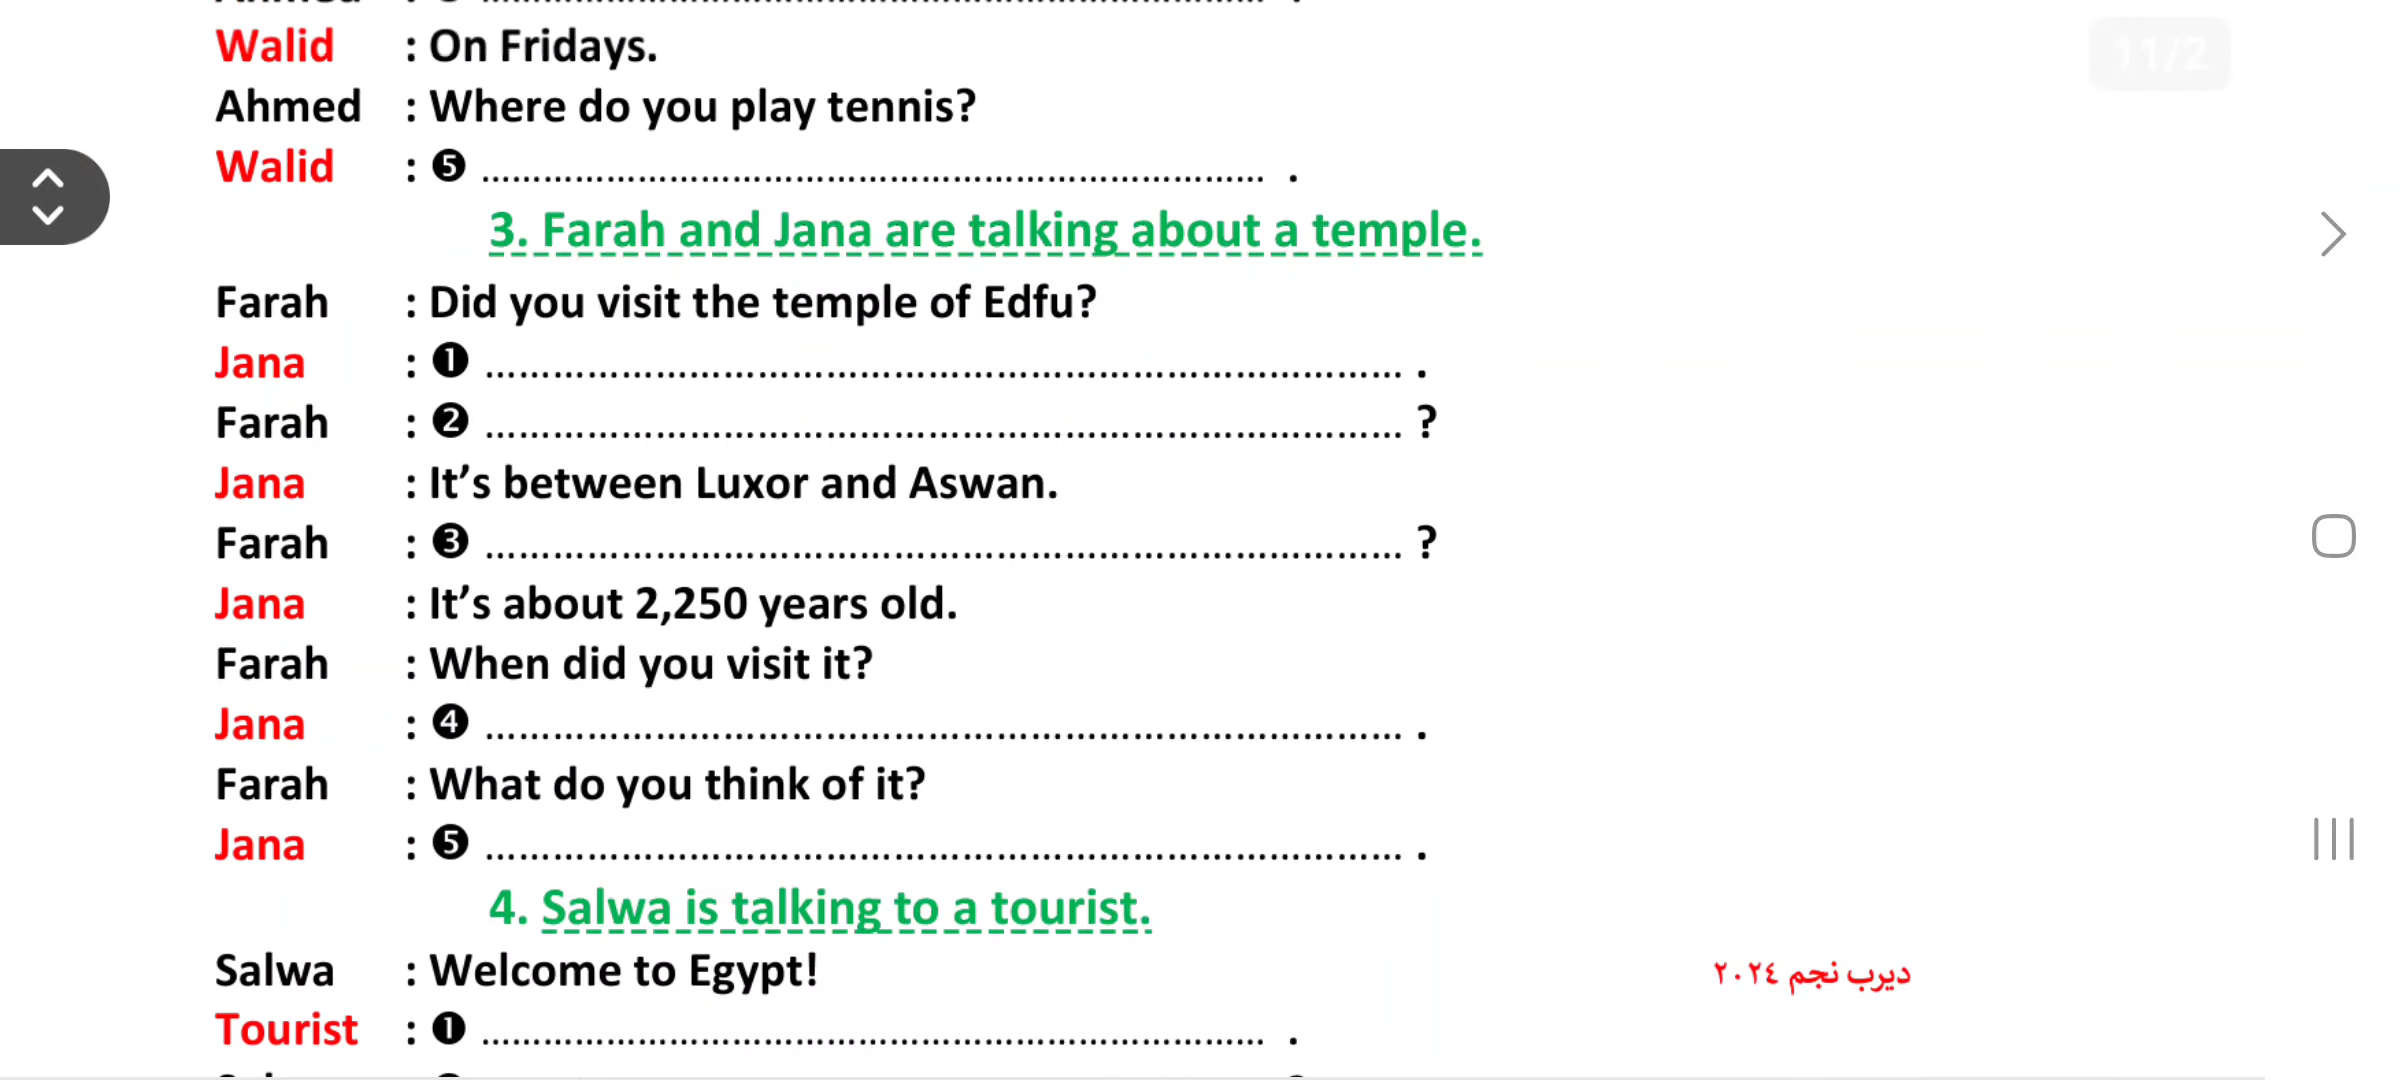 Walid : On Fridays.
11/2
Ahmed : Where do you play tennis?
Walid : ❺ ........................................................................... .
3. Farah and Jana are talking about a temple.
Farah : Did you visit the temple of Edfu?
Jana : ❶ ........................................................................... .
Farah : ❷ ........................................................................... ?
Jana : It’s between Luxor and Aswan.
Farah : ❸ ........................................................................... ?
Jana : It’s about 2,250 years old.
Farah : When did you visit it?
Jana : ❹ ........................................................................... .
Farah : What do you think of it?
Jana : ❺ ........................................................................... .
4. Salwa is talking to a tourist.
Salwa : Welcome to Egypt!
ديرب نجم ٢٠٢٤
Tourist : ❶ ........................................................................... .